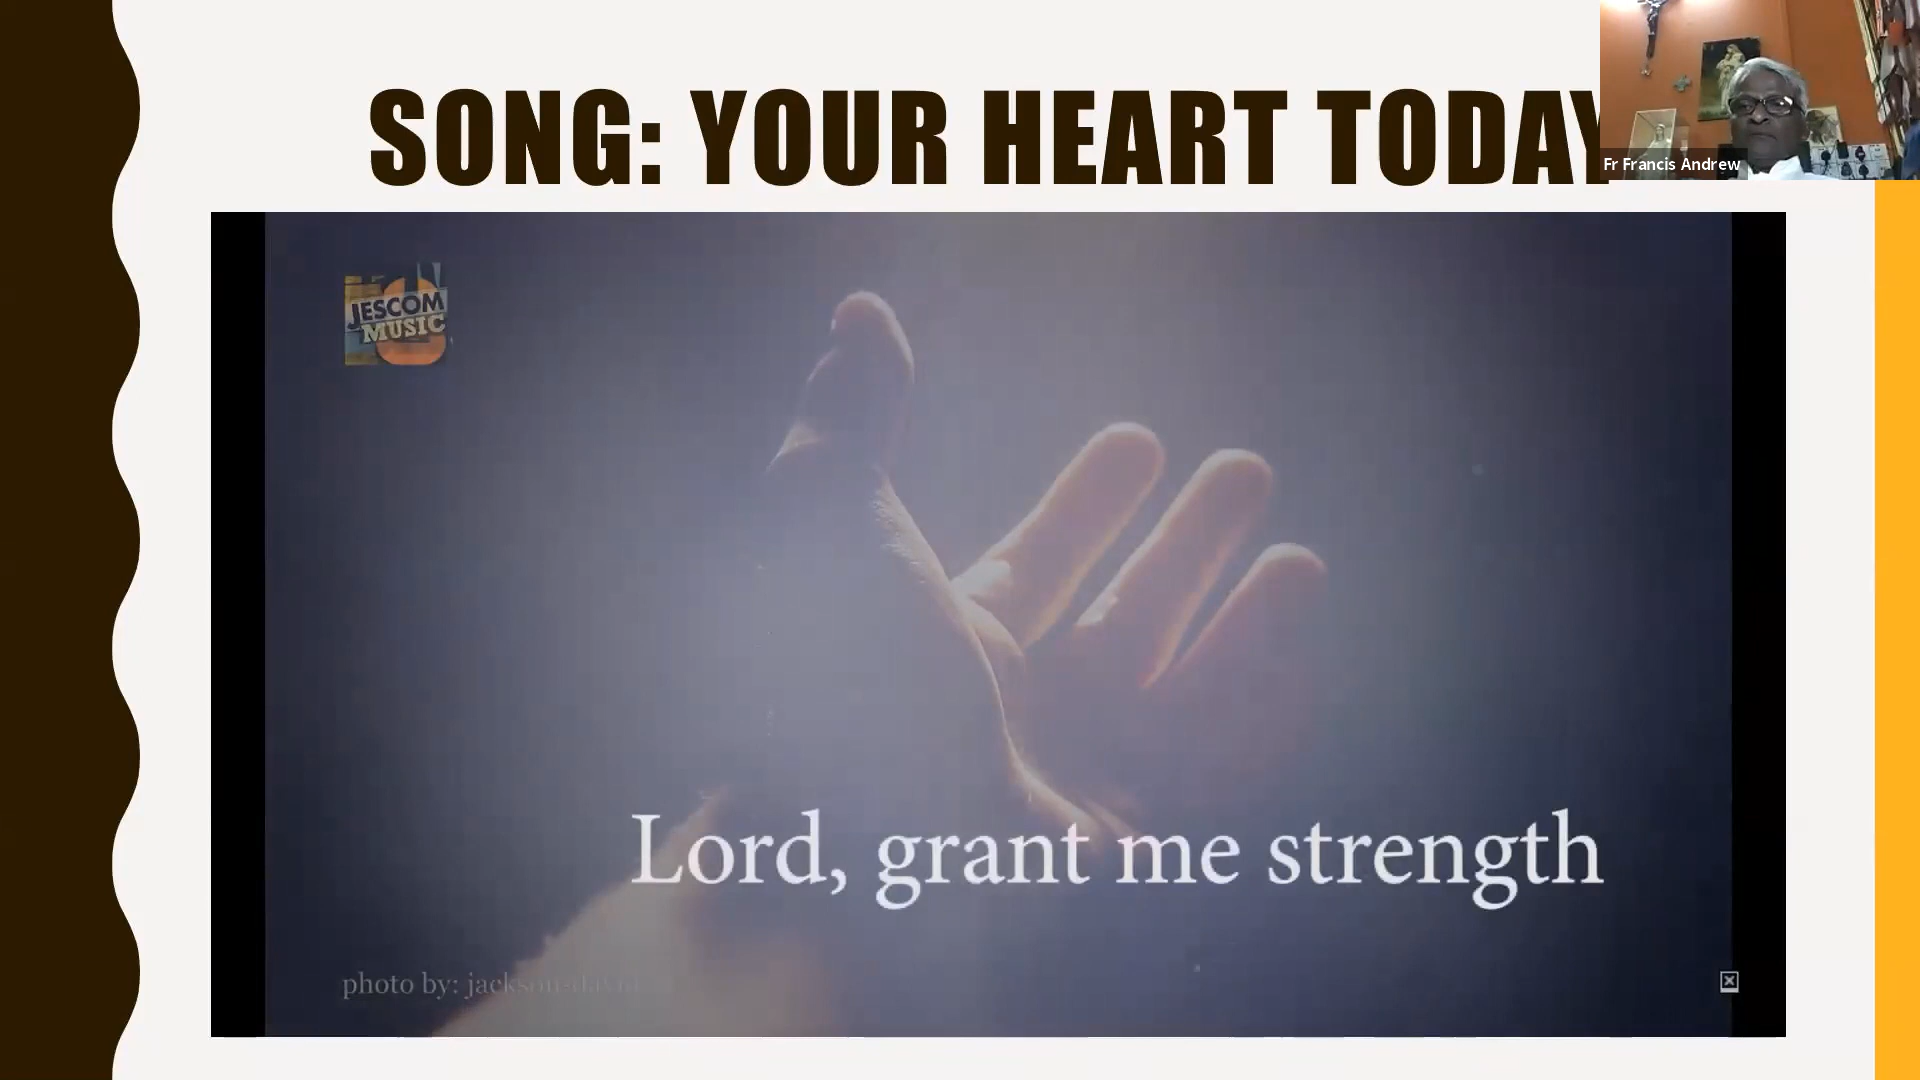 SONG: YOUR HEART TODAY
Fr Francis Andrew
JESCOM
MUSIC
Lord, grant me strength
photo by: